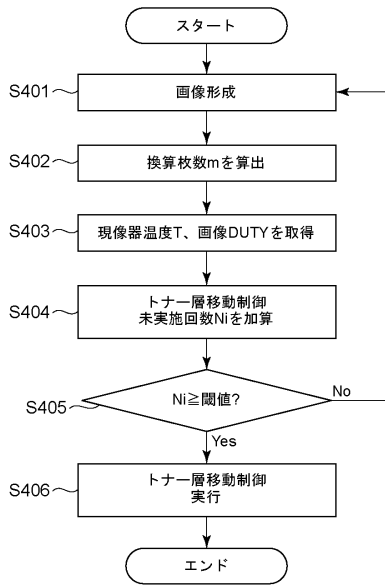 スタート
S401
画像形成
S402
換算枚数mを算出
S403
現像器温度T、画像DUTYを取得
S404
トナー層移動制御
未実施回数Niを加算
S405
Ni≧閾値?
No
Yes
S406
トナー層移動制御
実行
エンド